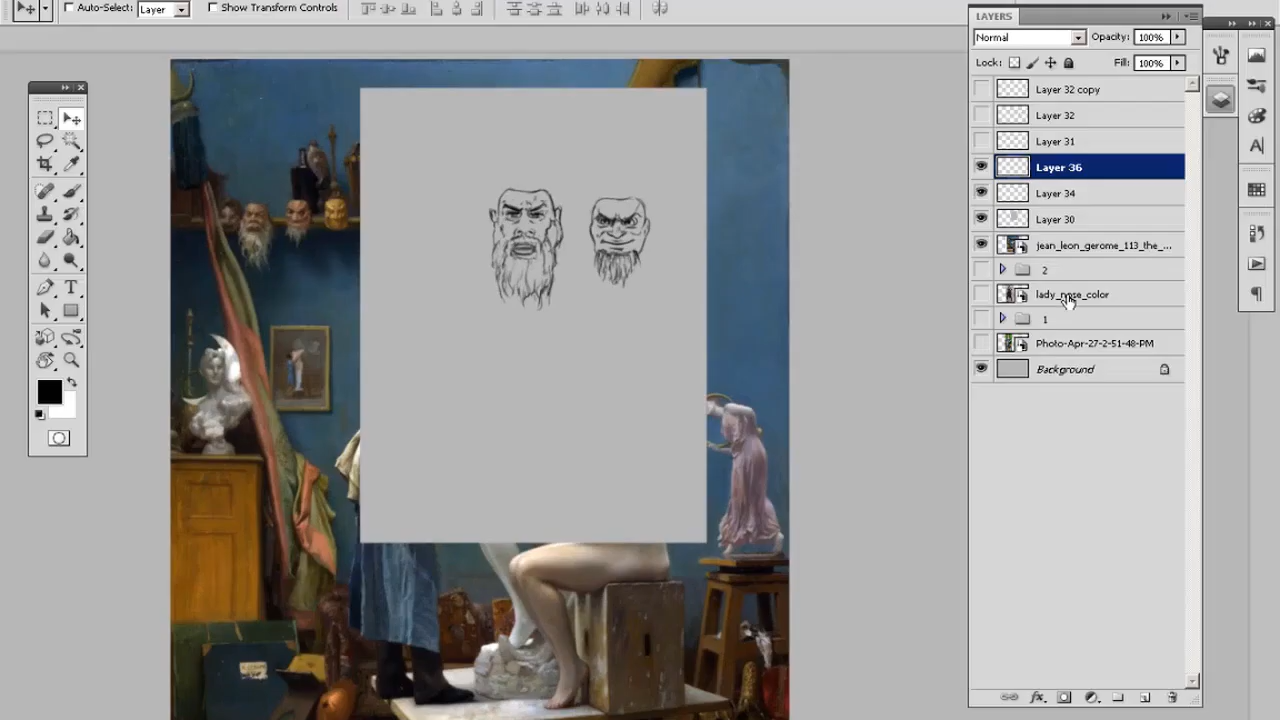 Auto-Select: Layer Show Transform Controls
LAYERS
Normal Opacity: 100%
Lock: Fill: 100%
Layer 32 copy
Layer 32
Layer 31
Layer 36
Layer 34
Layer 30
jean_leon_gerome_113_the_...
2
lady_nose_color
1
Photo-Apr-27-2-51-48-PM
Background